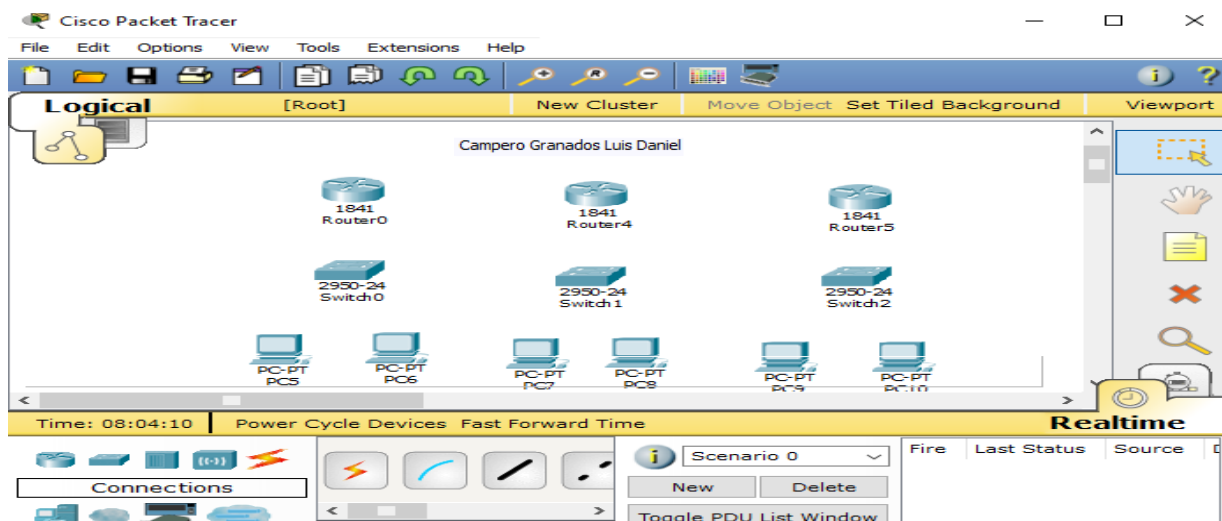 Cisco Packet Tracer
File Edit Options View Tools Extensions Help
Logical [Root] New Cluster Move Object Set Tiled Background Viewport
Campero Granados Luis Daniel
1841
Router0
1841
Router4
1841
Router5
2950-24
Switch0
2950-24
Switch1
2950-24
Switch2
PC-PT
PC5
PC-PT
PC6
PC-PT
PC7
PC-PT
PC8
PC-PT
PC9
PC-PT
PC10
Time: 08:04:10 Power Cycle Devices Fast Forward Time Realtime
Connections
Scenario 0
New Delete
Toggle PDU List Window
Fire Last Status Source